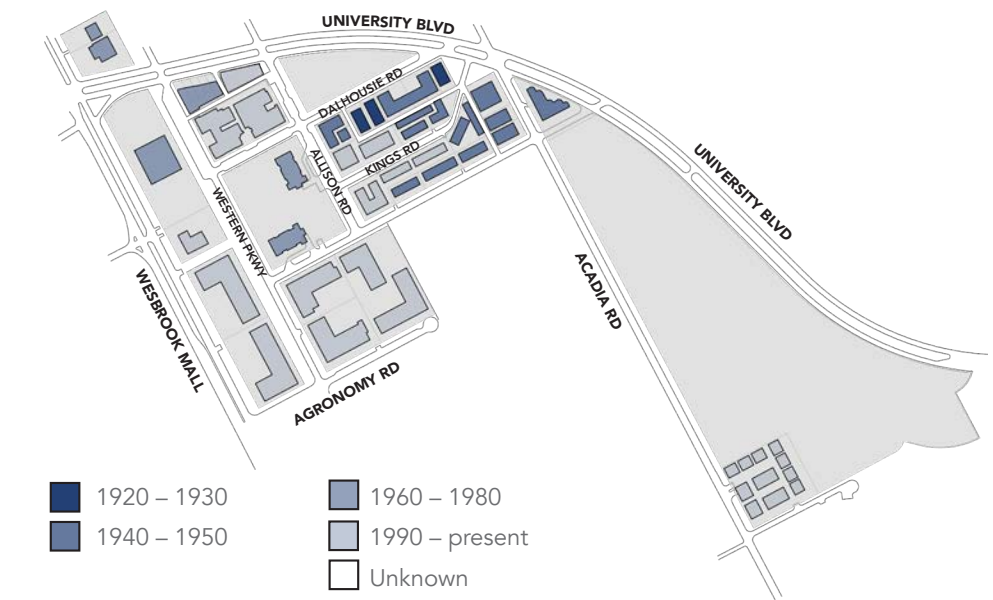 UNIVERSITY BLVD
DALHOUSIE RD
KINGS RD
ALLISON RD
WESTERN PKWY
UNIVERSITY BLVD
WESBROOK MALL
ACADIA RD
AGRONOMY RD
1920 – 1930
1940 – 1950
1960 – 1980
1990 – present
Unknown